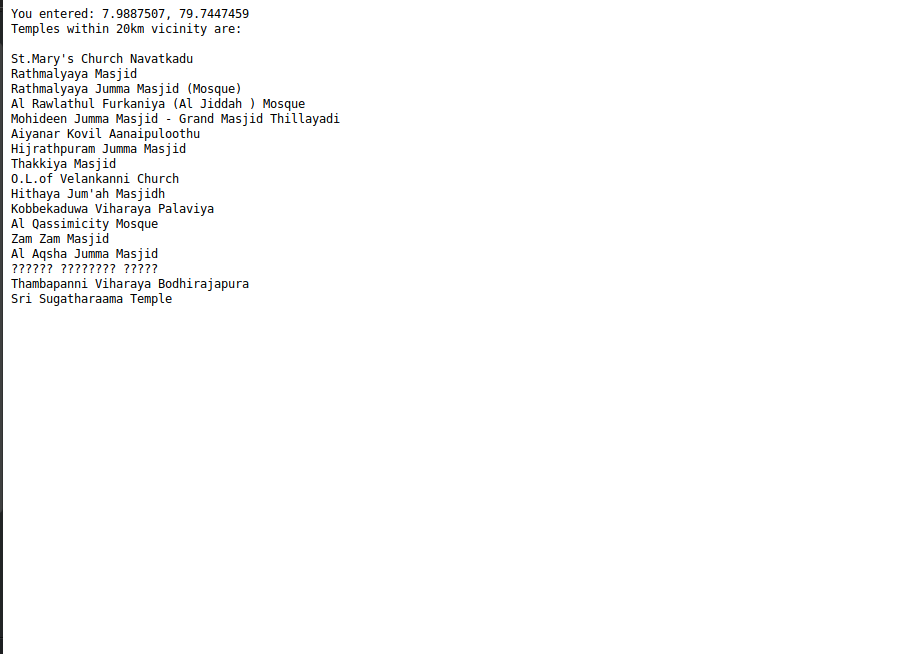 You entered: 7.9887507, 79.7447459
Temples within 20km vicinity are:

St.Mary's Church Navatkadu
Rathmalyaya Masjid
Rathmalyaya Jumma Masjid (Mosque)
Al Rawlathul Furkaniya (Al Jiddah ) Mosque
Mohideen Jumma Masjid - Grand Masjid Thillayadi
Aiyanar Kovil Aanaipuloothu
Hijrathpuram Jumma Masjid
Thakkiya Masjid
O.L.of Velankanni Church
Hithaya Jum'ah Masjidh
Kobbekaduwa Viharaya Palaviya
Al Qassimicity Mosque
Zam Zam Masjid
Al Aqsha Jumma Masjid
?????? ???????? ?????
Thambapanni Viharaya Bodhirajapura
Sri Sugatharaama Temple